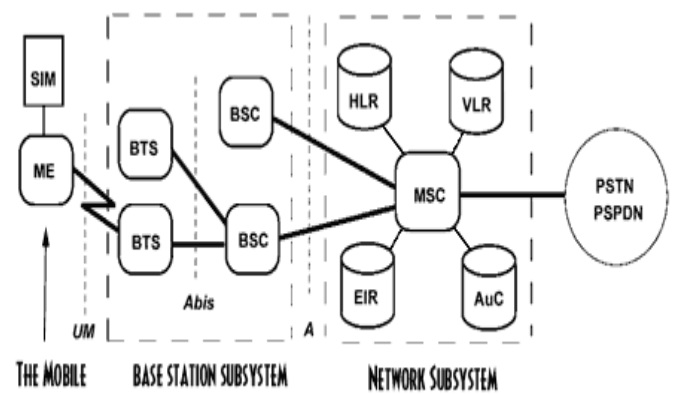 SIM
ME
BTS
BTS
BSC
BSC
HLR
VLR
MSC
EIR
AuC
PSTN
PSPDN
UM
Abis
A
THE MOBILE
BASE STATION SUBSYSTEM
NETWORK SUBSYSTEM